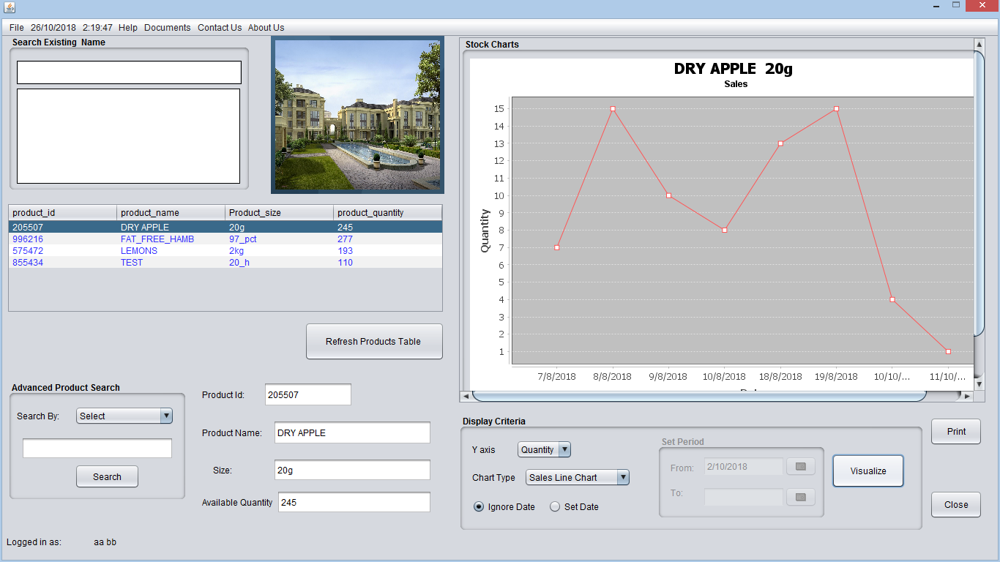 File 26/10/2018 2:19:47 Help Documents Contact Us About Us
Search Existing Name
product_id product_name Product_size product_quantity
205507 DRY APPLE 20g 245
996216 FAT_FREE_HAMB 97_pct 277
575472 LEMONS 2kg 193
855434 TEST 20_h 110
Refresh Products Table
Advanced Product Search
Search By: Select
Search
Product Id: 205507
Product Name: DRY APPLE
Size: 20g
Available Quantity 245
Logged in as: aa bb
Stock Charts
DRY APPLE 20g
Sales
Quantity
15
14
13
12
11
10
9
8
7
6
5
4
3
2
1
7/8/2018 8/8/2018 9/8/2018 10/8/2018 18/8/2018 19/8/2018 10/10/... 11/10/...
Display Criteria
Y axis Quantity
Chart Type Sales Line Chart
Ignore Date Set Date
Set Period
From: 2/10/2018
To:
Visualize
Print
Close